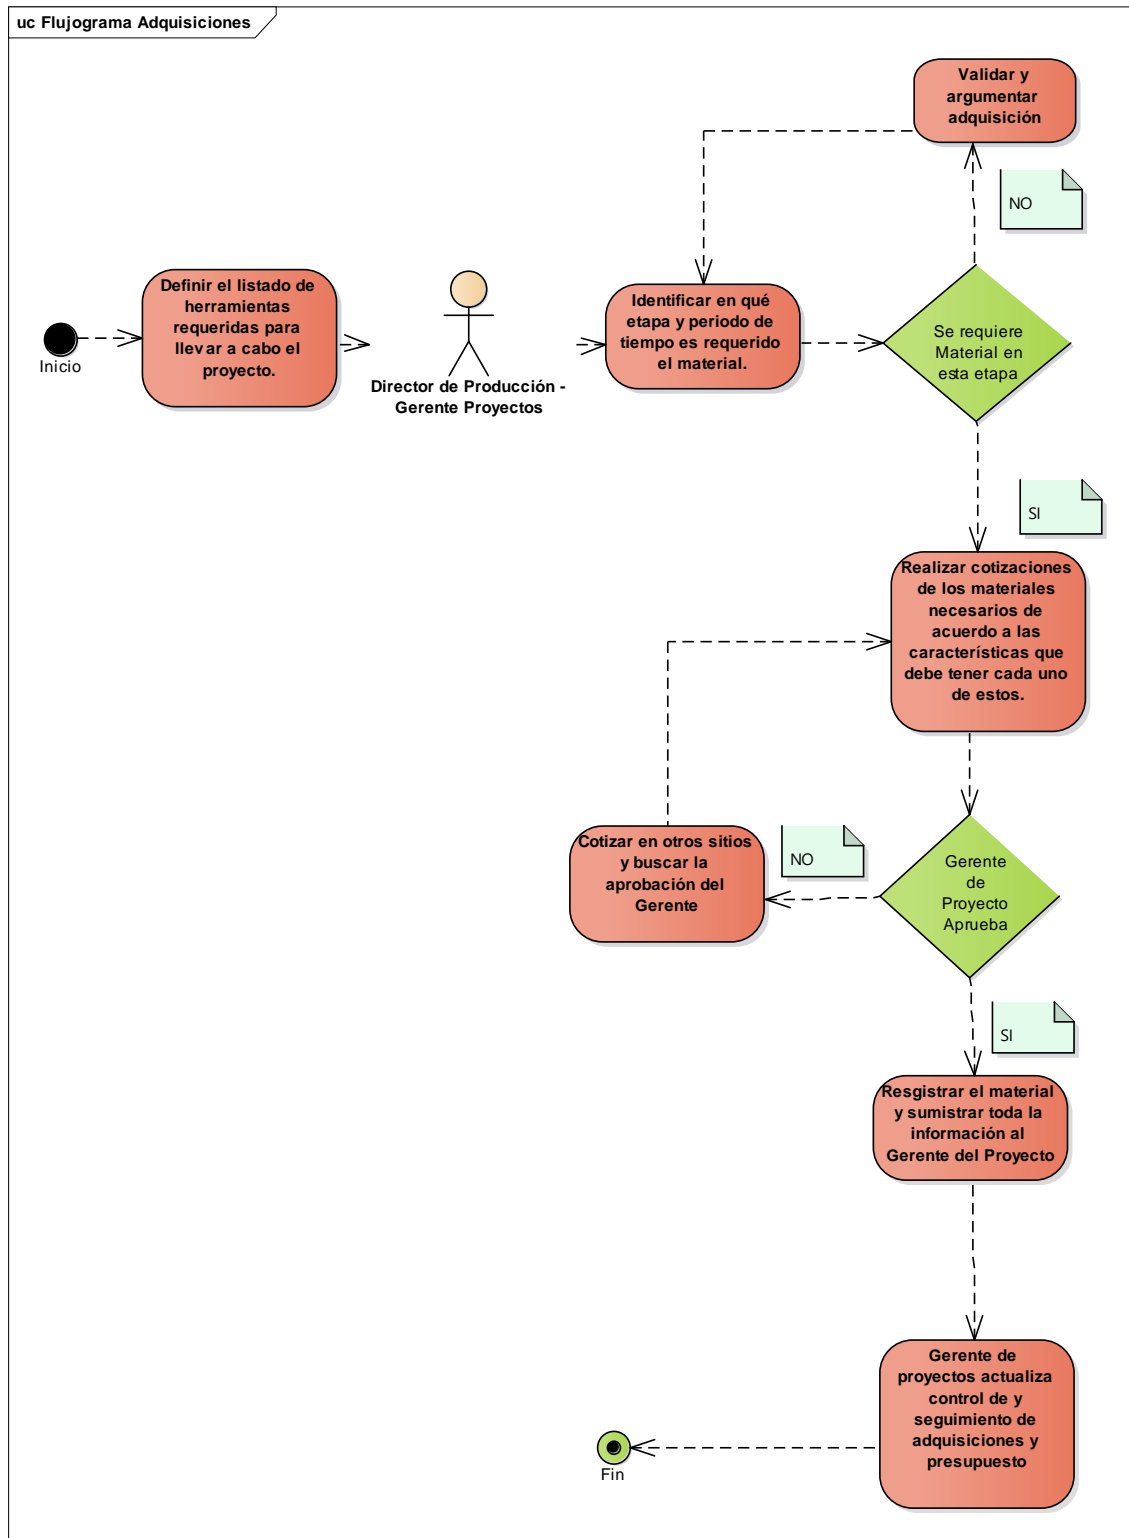 uc Flujograma Adquisiciones
Validar y
argumentar
adquisición
NO
Definir el listado de
herramientas
requeridas para
llevar a cabo el
proyecto.
Inicio
Director de Producción -
Gerente Proyectos
Identificar en qué
etapa y periodo de
tiempo es requerido
el material.
Se requiere
Material en
esta etapa
SI
Realizar cotizaciones
de los materiales
necesarios de
acuerdo a las
características que
debe tener cada uno
de estos.
Cotizar en otros sitios
y buscar la
aprobación del
Gerente
NO
Gerente
de
Proyecto
Aprueba
SI
Resgistrar el material
y sumistrar toda la
información al
Gerente del Proyecto
Gerente de
proyectos actualiza
control de y
seguimiento de
adquisiciones y
presupuesto
Fin